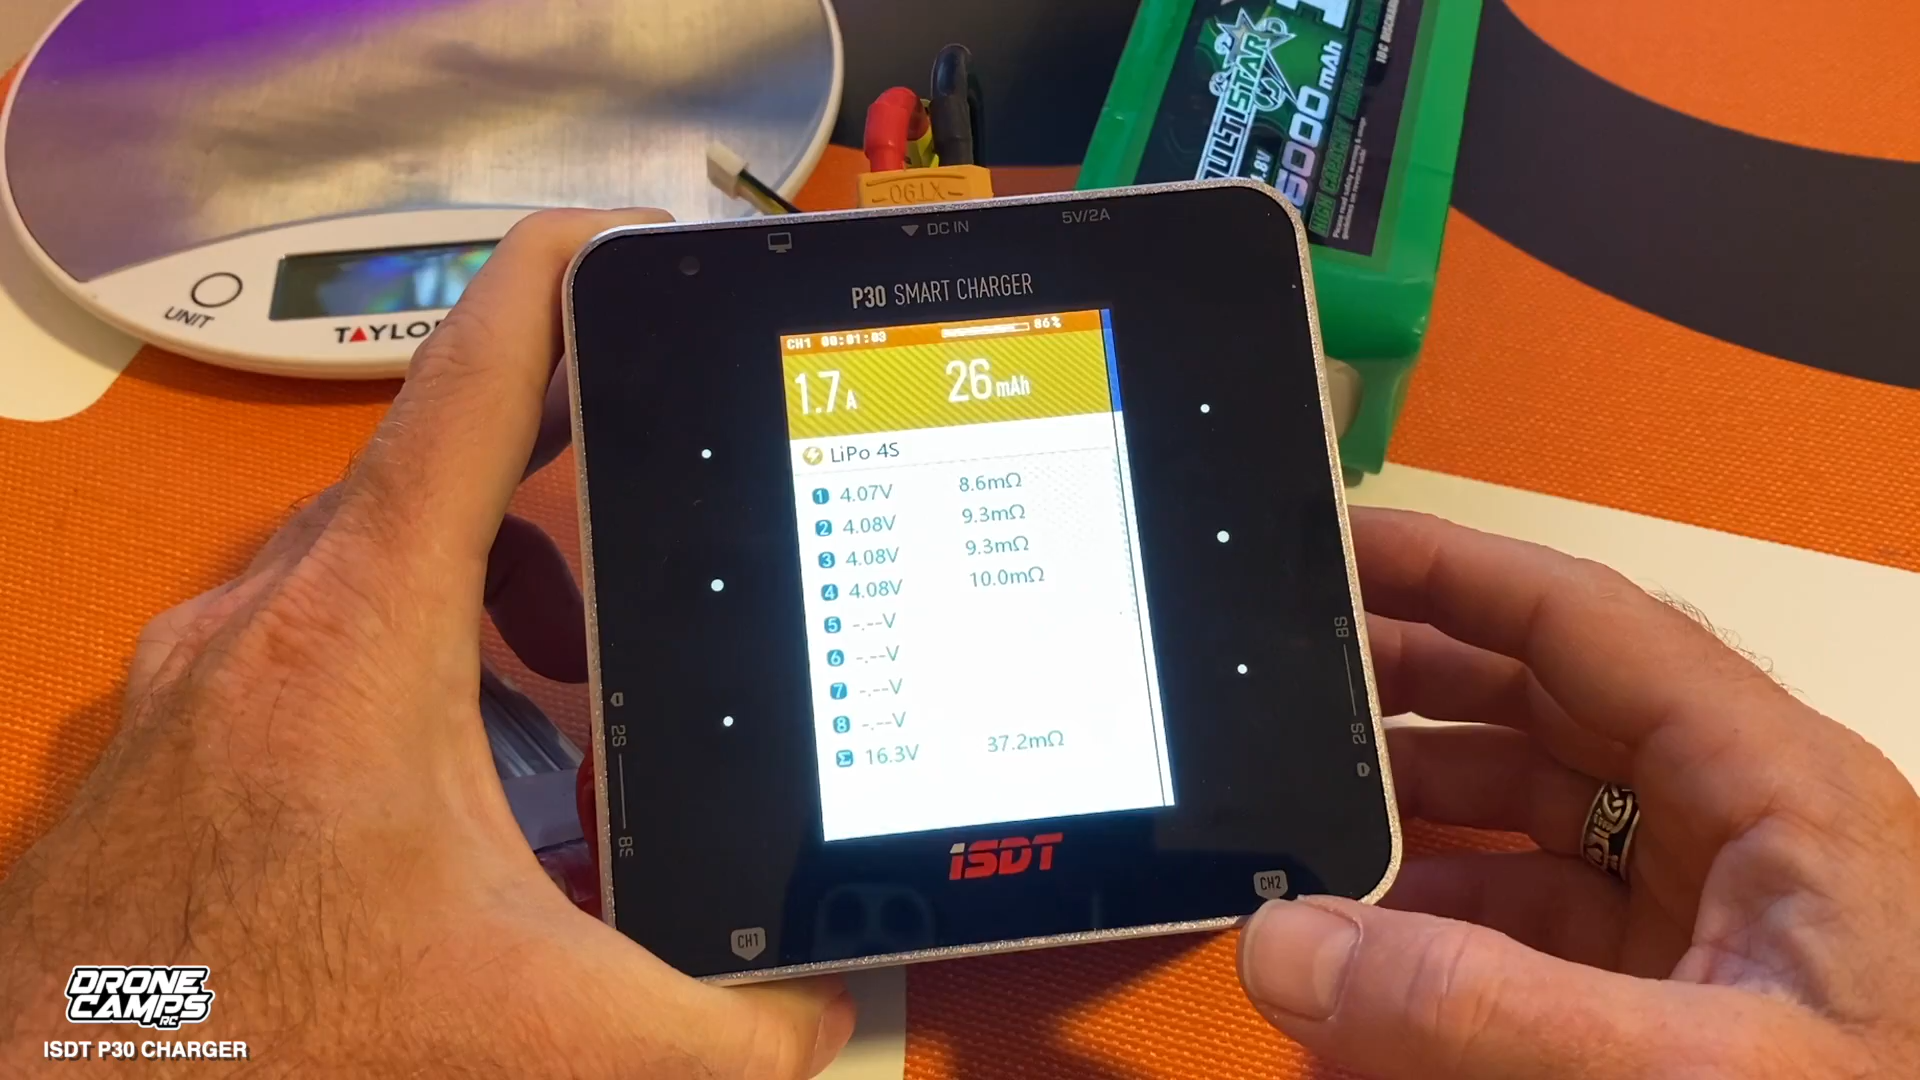 UNIT
TAYLO
XT90
MULTISTAR
HIGH CAPACITY
DC IN
5V/2A
P30 SMART CHARGER
CH1 00:01:03 86%
1.7A 26mAh
LiPo 4S
1 4.07V 8.6mΩ
2 4.08V 9.3mΩ
3 4.08V 9.3mΩ
4 4.08V 10.0mΩ
5 -.--V
6 -.--V
7 -.--V
8 -.--V
Σ 16.3V 37.2mΩ
iSDT
2S
8S
8S
2S
CH1
CH2
DRONE
CAMPS
RC
ISDT P30 CHARGER